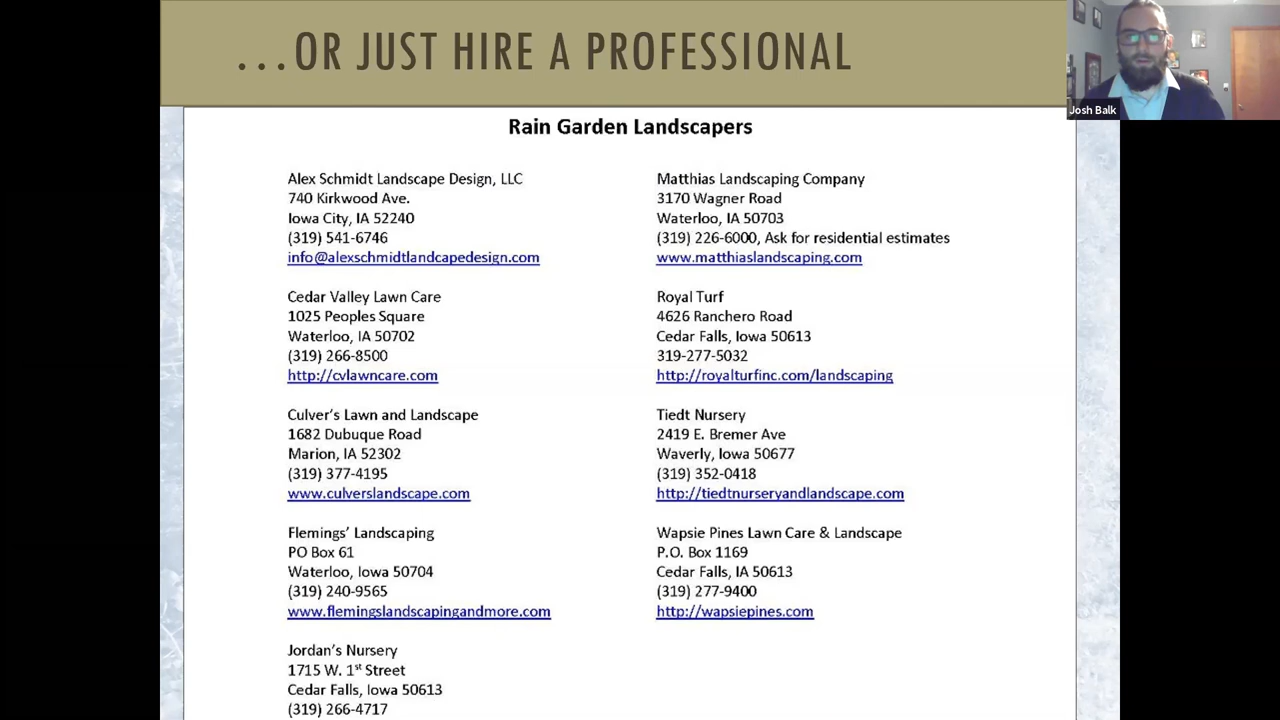 ...OR JUST HIRE A PROFESSIONAL
Josh Balk
Rain Garden Landscapers
Alex Schmidt Landscape Design, LLC
740 Kirkwood Ave.
Iowa City, IA 52240
(319) 541-6746
info@alexschmidtlandcapedesign.com
Cedar Valley Lawn Care
1025 Peoples Square
Waterloo, IA 50702
(319) 266-8500
http://cvlawncare.com
Culver's Lawn and Landscape
1682 Dubuque Road
Marion, IA 52302
(319) 377-4195
www.culverslandscape.com
Flemings' Landscaping
PO Box 61
Waterloo, Iowa 50704
(319) 240-9565
www.flemingslandscapingandmore.com
Jordan's Nursery
1715 W. 1st Street
Cedar Falls, Iowa 50613
(319) 266-4717
Matthias Landscaping Company
3170 Wagner Road
Waterloo, IA 50703
(319) 226-6000, Ask for residential estimates
www.matthiaslandscaping.com
Royal Turf
4626 Ranchero Road
Cedar Falls, Iowa 50613
319-277-5032
http://royalturfinc.com/landscaping
Tiedt Nursery
2419 E. Bremer Ave
Waverly, Iowa 50677
(319) 352-0418
http://tiedtnurseryandlandscape.com
Wapsie Pines Lawn Care & Landscape
P.O. Box 1169
Cedar Falls, IA 50613
(319) 277-9400
http://wapsiepines.com